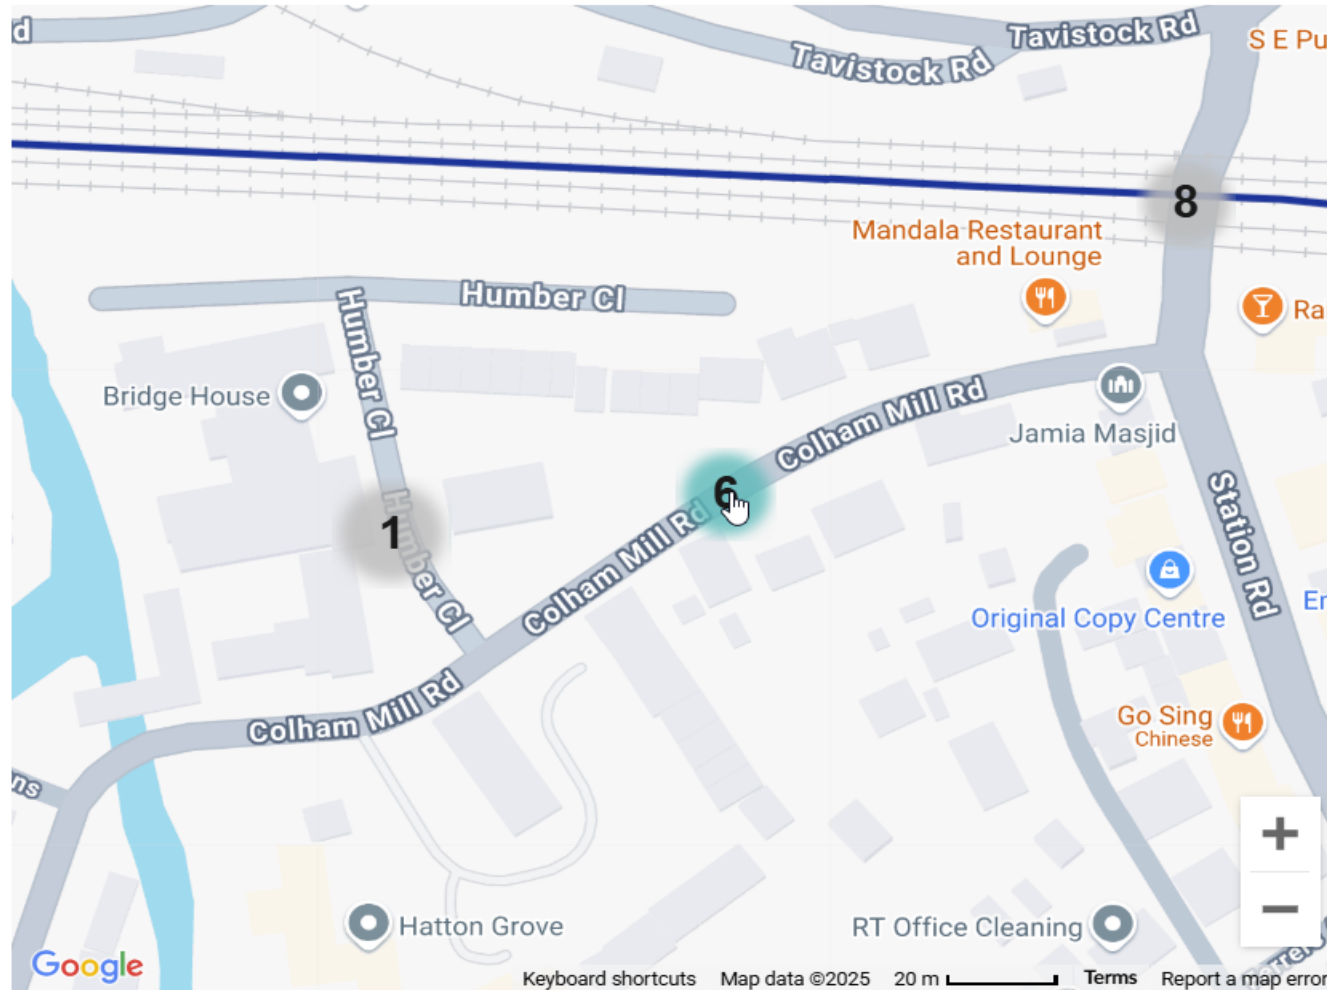 d
Tavistock Rd
Tavistock Rd
S E Pu
8
Mandala Restaurant
and Lounge
Humber Cl
Ra
Humber Cl
Bridge House
Colham Mill Rd
Jamia Masjid
6
Station Rd
1
Humber Cl
Colham Mill Rd
Original Copy Centre
Er
Colham Mill Rd
Go Sing
Chinese
ns
+
−
Hatton Grove
RT Office Cleaning
Google
Keyboard shortcuts Map data ©2025 20 m Terms Report a map error